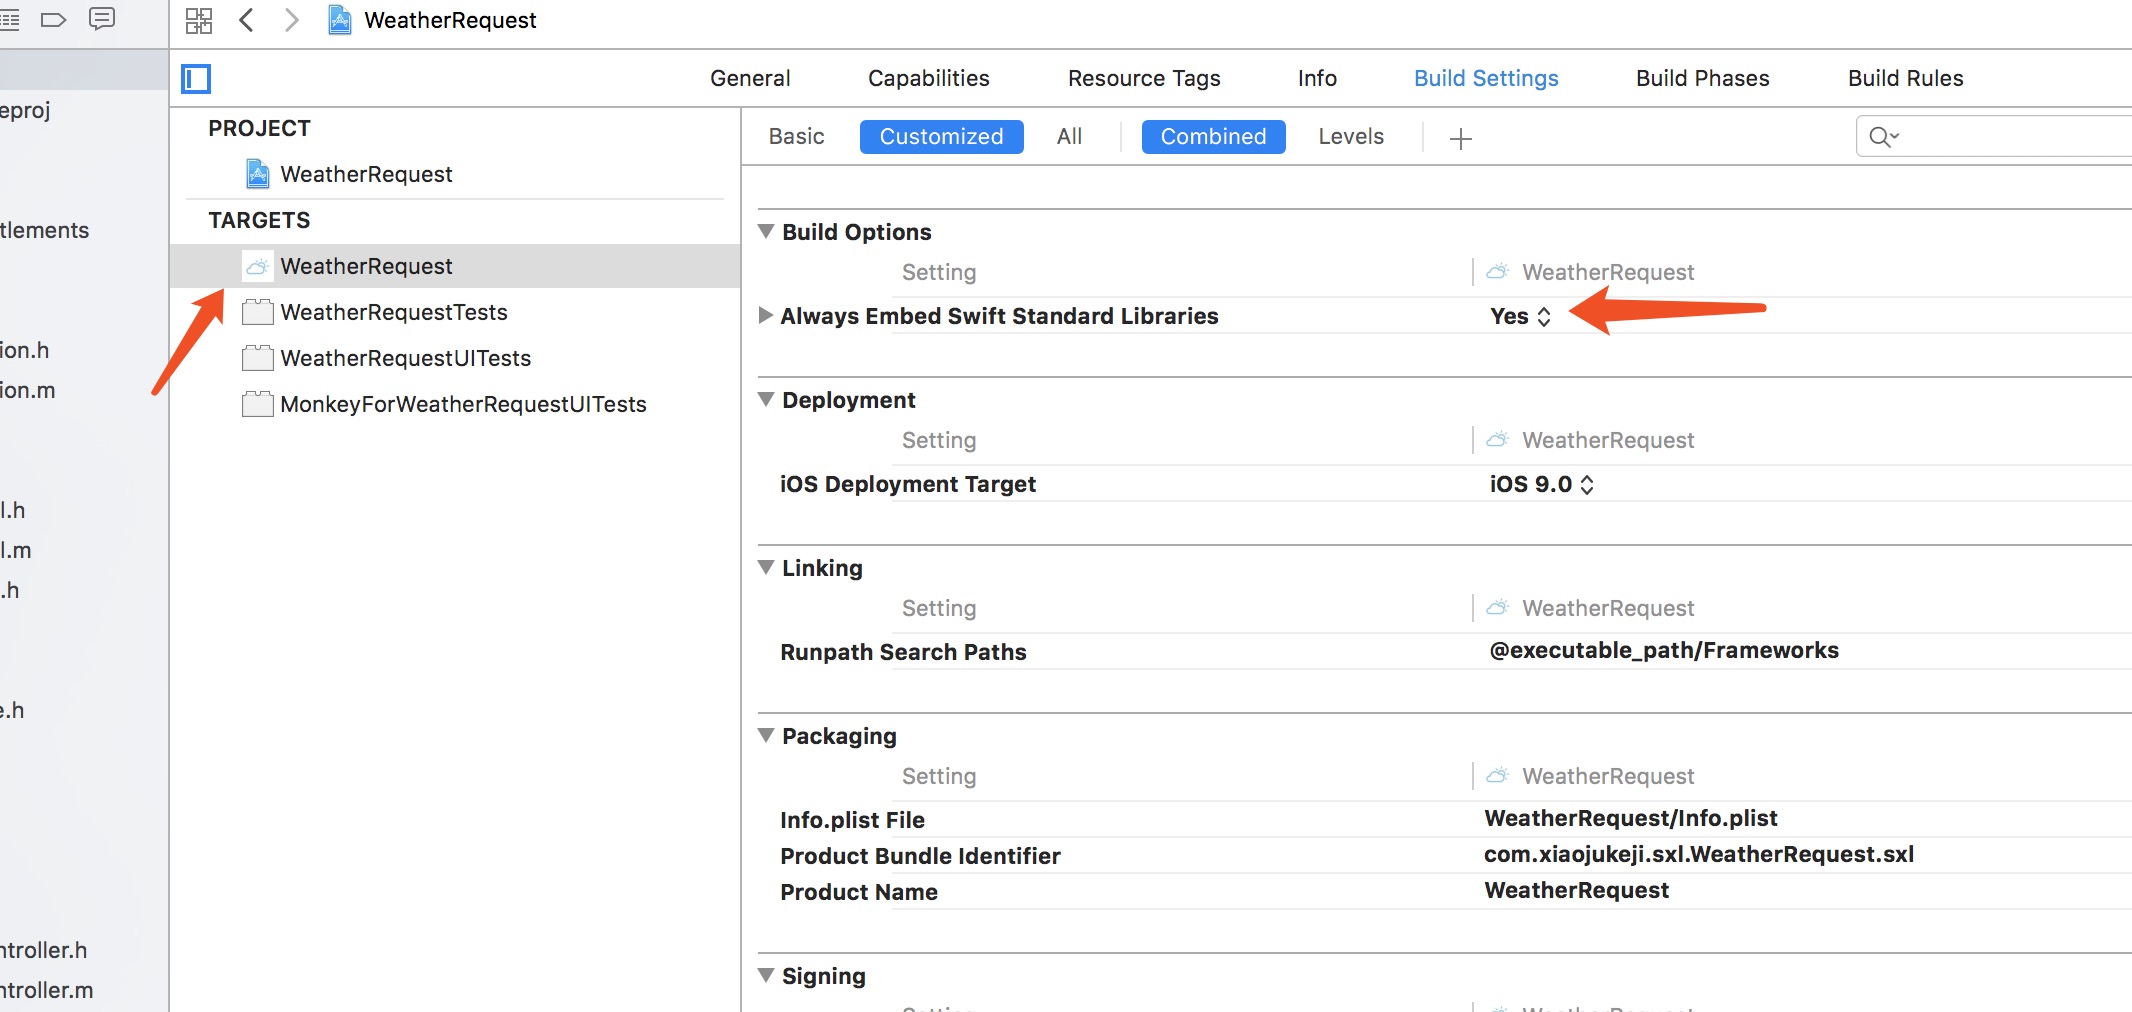 WeatherRequest
General Capabilities Resource Tags Info Build Settings Build Phases Build Rules
eproj
tlements
ion.h
ion.m
l.h
l.m
.h
e.h
ntroller.h
ntroller.m
PROJECT
WeatherRequest
TARGETS
WeatherRequest
WeatherRequestTests
WeatherRequestUITests
MonkeyForWeatherRequestUITests
Basic Customized All Combined Levels
Build Options
Setting WeatherRequest
Always Embed Swift Standard Libraries Yes
Deployment
Setting WeatherRequest
iOS Deployment Target iOS 9.0
Linking
Setting WeatherRequest
Runpath Search Paths @executable_path/Frameworks
Packaging
Setting WeatherRequest
Info.plist File WeatherRequest/Info.plist
Product Bundle Identifier com.xiaojukeji.sxl.WeatherRequest.sxl
Product Name WeatherRequest
Signing